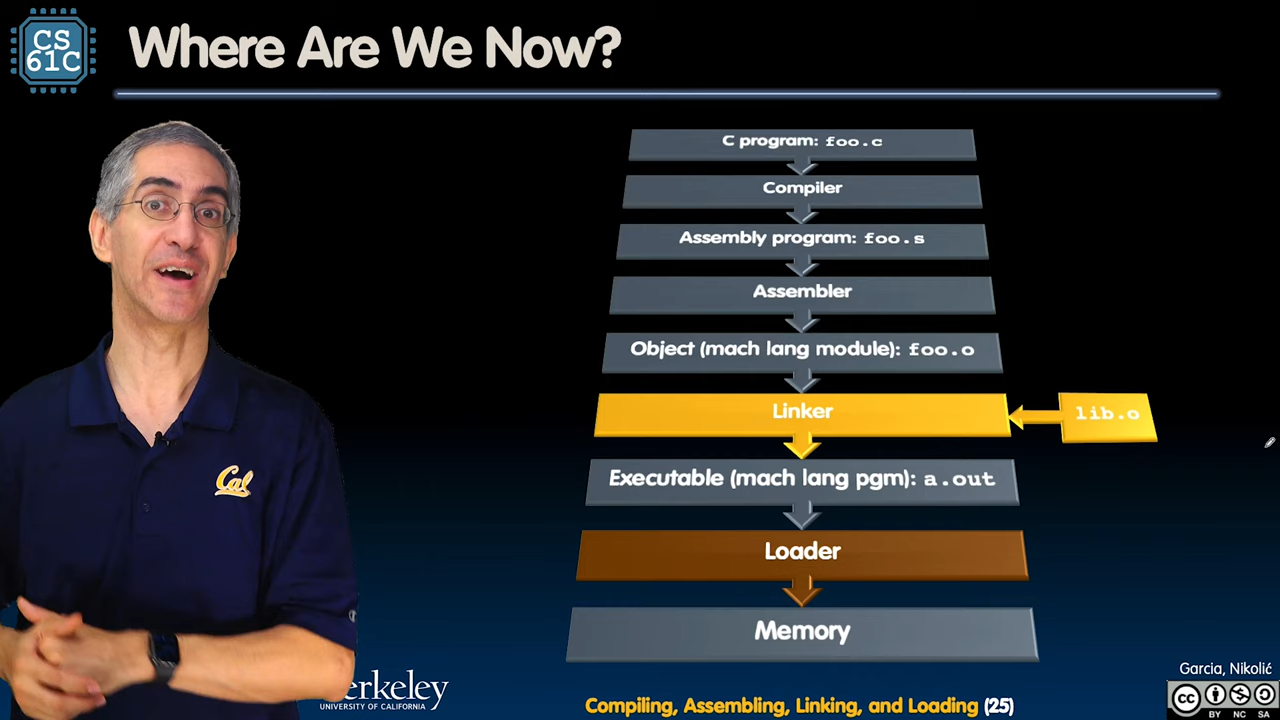 CS
61C
Where Are We Now?
C program: foo.c
Compiler
Assembly program: foo.s
Assembler
Object (mach lang module): foo.o
Linker
lib.o
Executable (mach lang pgm): a.out
Loader
Memory
Cal
erkeley
UNIVERSITY OF CALIFORNIA
Compiling, Assembling, Linking, and Loading (25)
Garcia, Nikolić
cc
BY NC SA